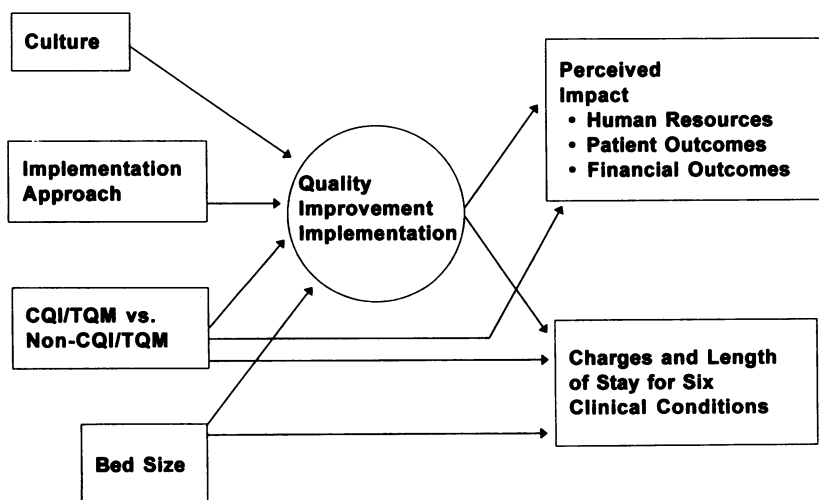 Culture
Implementation
Approach
CQI/TQM vs.
Non-CQI/TQM
Bed Size
Quality
Improvement
Implementation
Perceived
Impact
• Human Resources
• Patient Outcomes
• Financial Outcomes
Charges and Length
of Stay for Six
Clinical Conditions